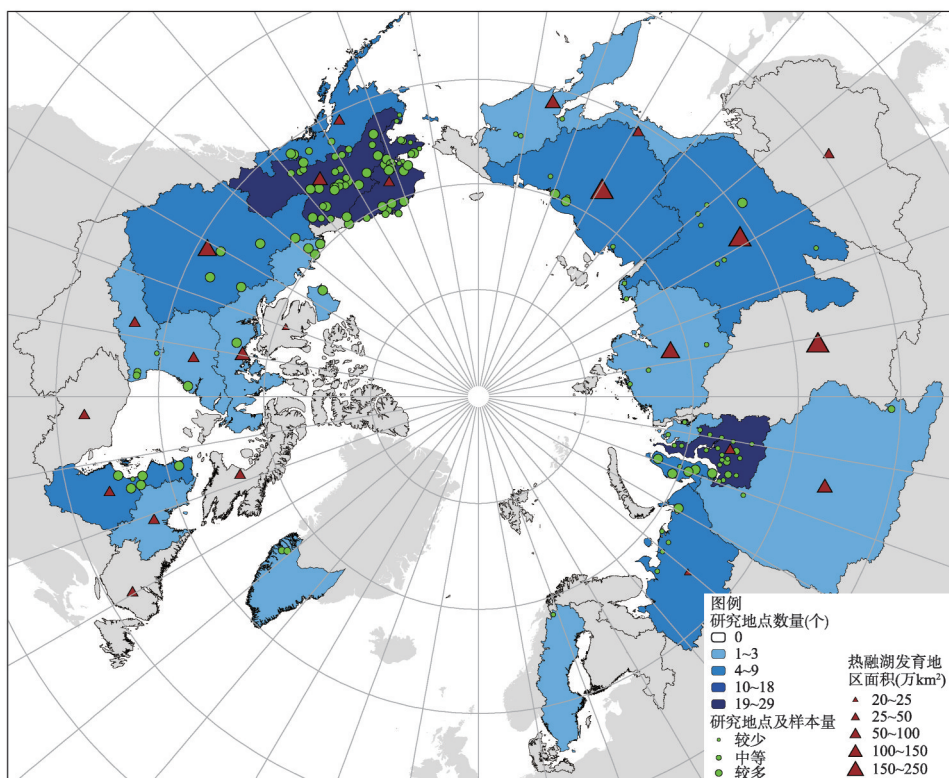 图例
研究地点数量(个)
0
1~3
4~9
10~18
19~29
研究地点及样本量
较少
中等
较多
热融湖发育地
区面积(万km²)
20~25
25~50
50~100
100~150
150~250